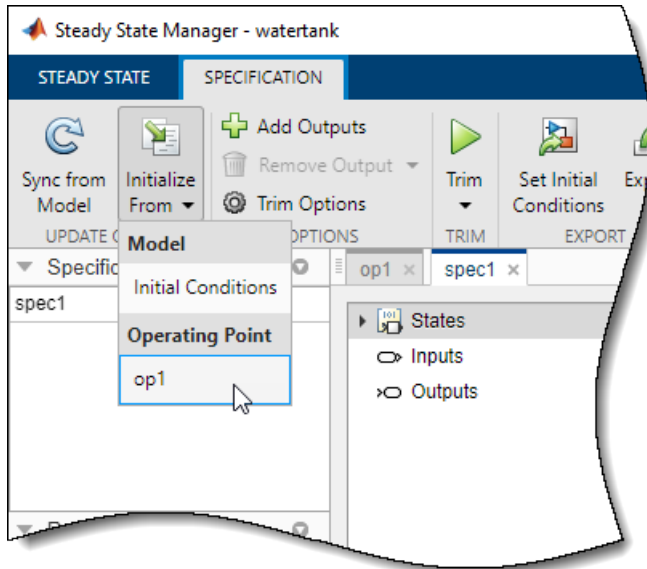 Steady State Manager - watertank
STEADY STATE
SPECIFICATION
Sync from
Model
Initialize
From
Add Outputs
Remove Output
Trim Options
Trim
Set Initial
Conditions
UPDATE
TRIM
EXPORT
Model
Initial Conditions
Operating Point
op1
spec1
op1
spec1
States
Inputs
Outputs